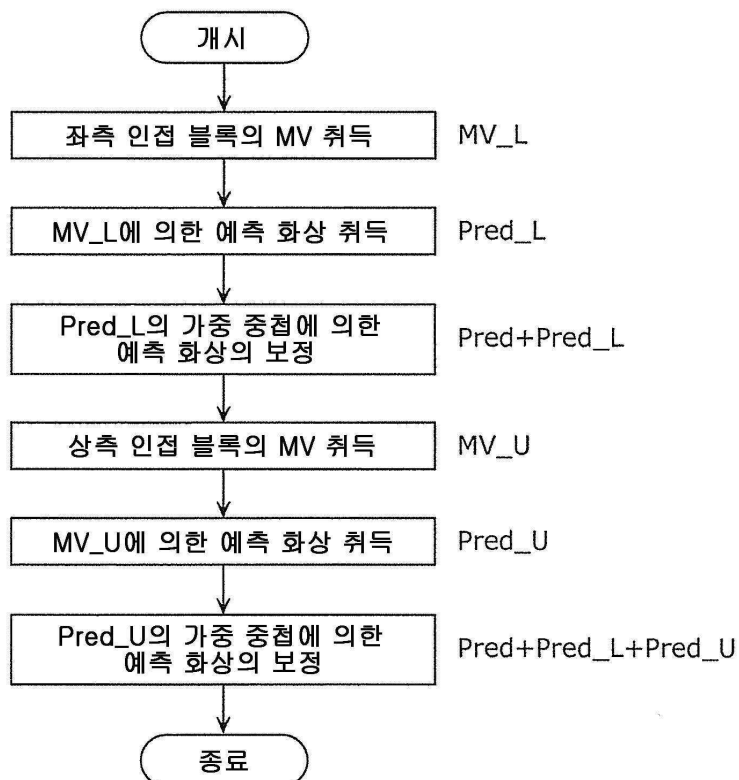 개시
좌측 인접 블록의 MV 취득
MV_L
MV_L에 의한 예측 화상 취득
Pred_L
Pred_L의 가중 중첩에 의한
예측 화상의 보정
Pred+Pred_L
상측 인접 블록의 MV 취득
MV_U
MV_U에 의한 예측 화상 취득
Pred_U
Pred_U의 가중 중첩에 의한
예측 화상의 보정
Pred+Pred_L+Pred_U
종료